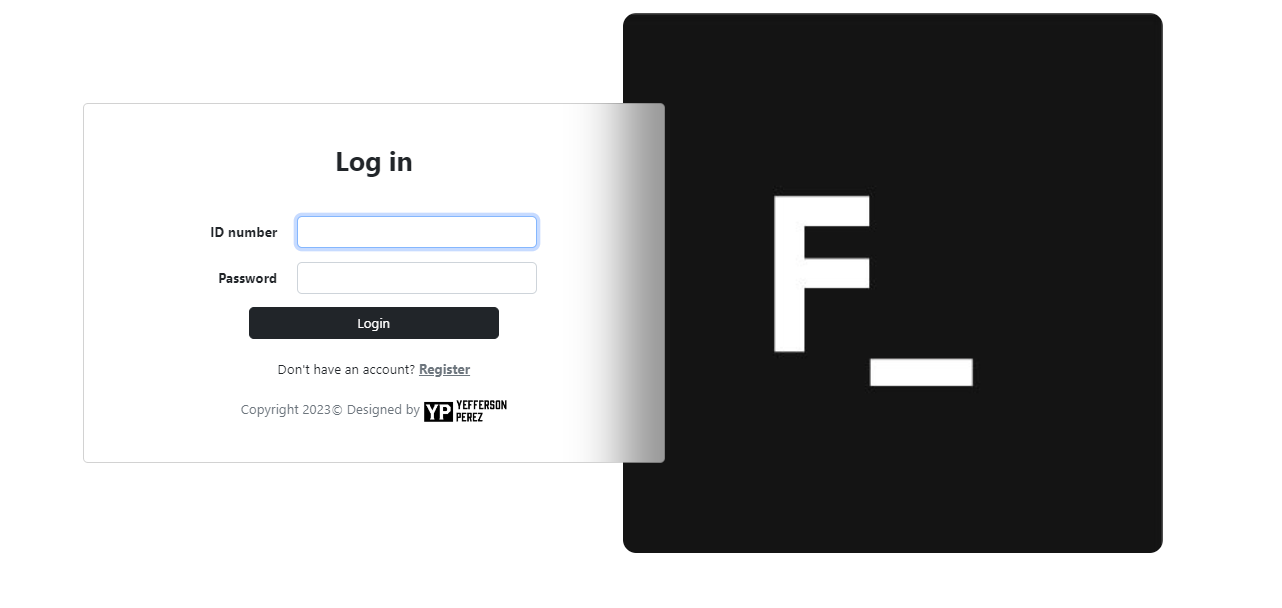 Log in
ID number
Password
Login
Don't have an account? Register
Copyright 2023© Designed by YP YEFFERSON PEREZ
F_